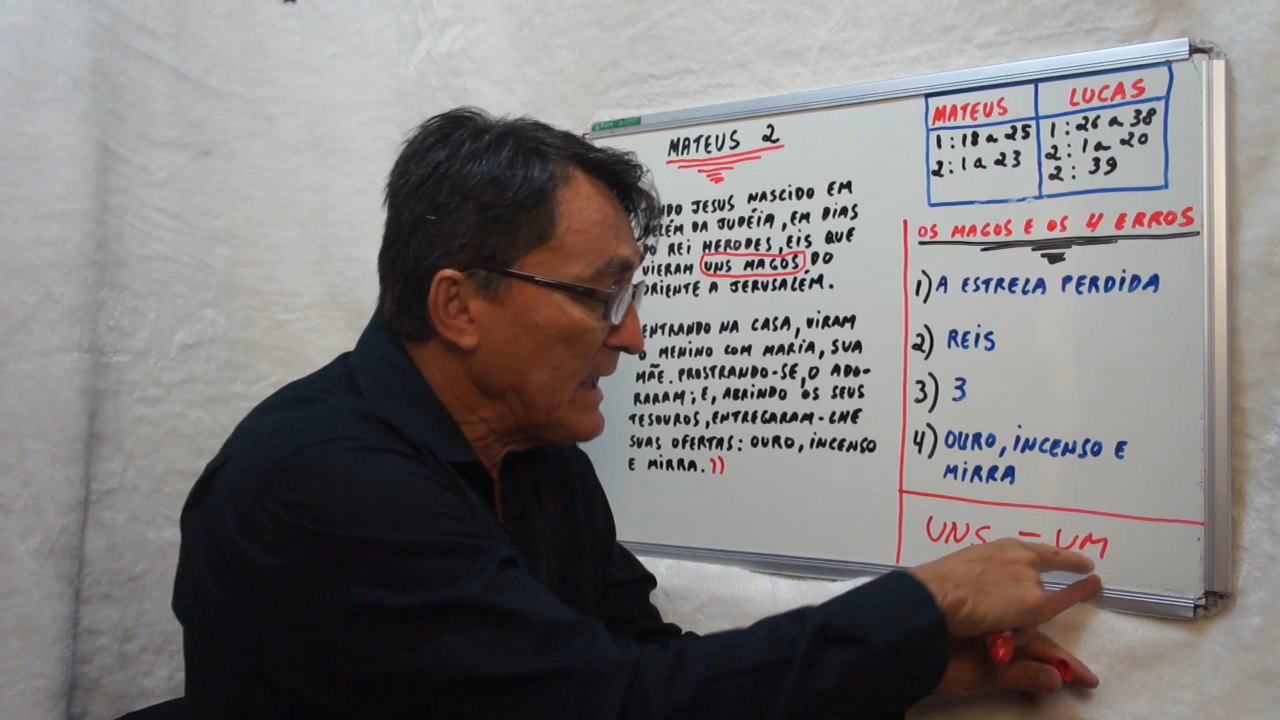 MATEUS 2
NDO JESUS NASCIDO EM
BELÉM DA JUDÉIA, EM DIAS
DO REI HERODES, EIS QUE
VIERAM UNS MAGOS DO
ORIENTE A JERUSALÉM.
ENTRANDO NA CASA, VIRAM
O MENINO COM MARIA, SUA
MÃE. PROSTRANDO-SE, O ADO-
RARAM; E, ABRINDO OS SEUS
TESOUROS, ENTREGARAM-LHE
SUAS OFERTAS: OURO, INCENSO
E MIRRA.))
MATEUS
1:18 a 25
2:1 a 23
LUCAS
1:26 a 38
2:1 a 20
2:39
OS MAGOS E OS 4 ERROS
1) A ESTRELA PERDIDA
2) REIS
3) 3
4) OURO, INCENSO E
MIRRA
UNS - UM